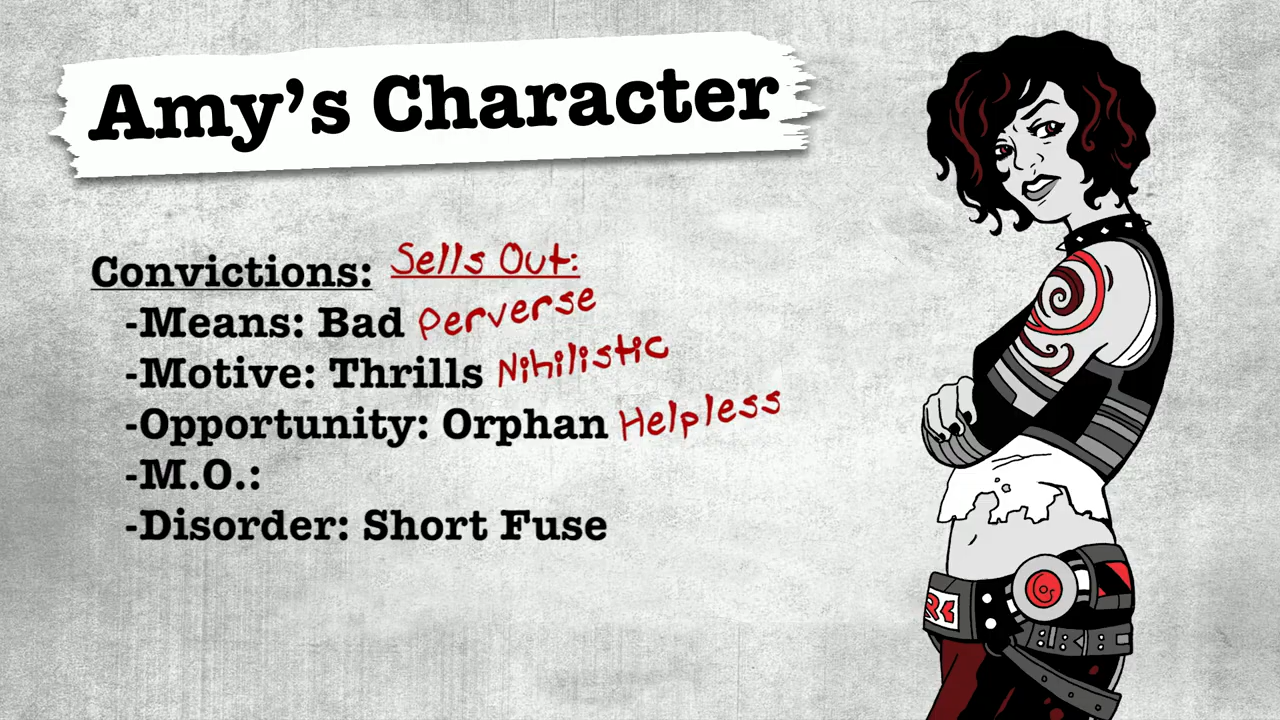 Amy's Character
Convictions: Sells Out:
-Means: Bad Perverse
-Motive: Thrills Nihilistic
-Opportunity: Orphan Helpless
-M.O.:
-Disorder: Short Fuse